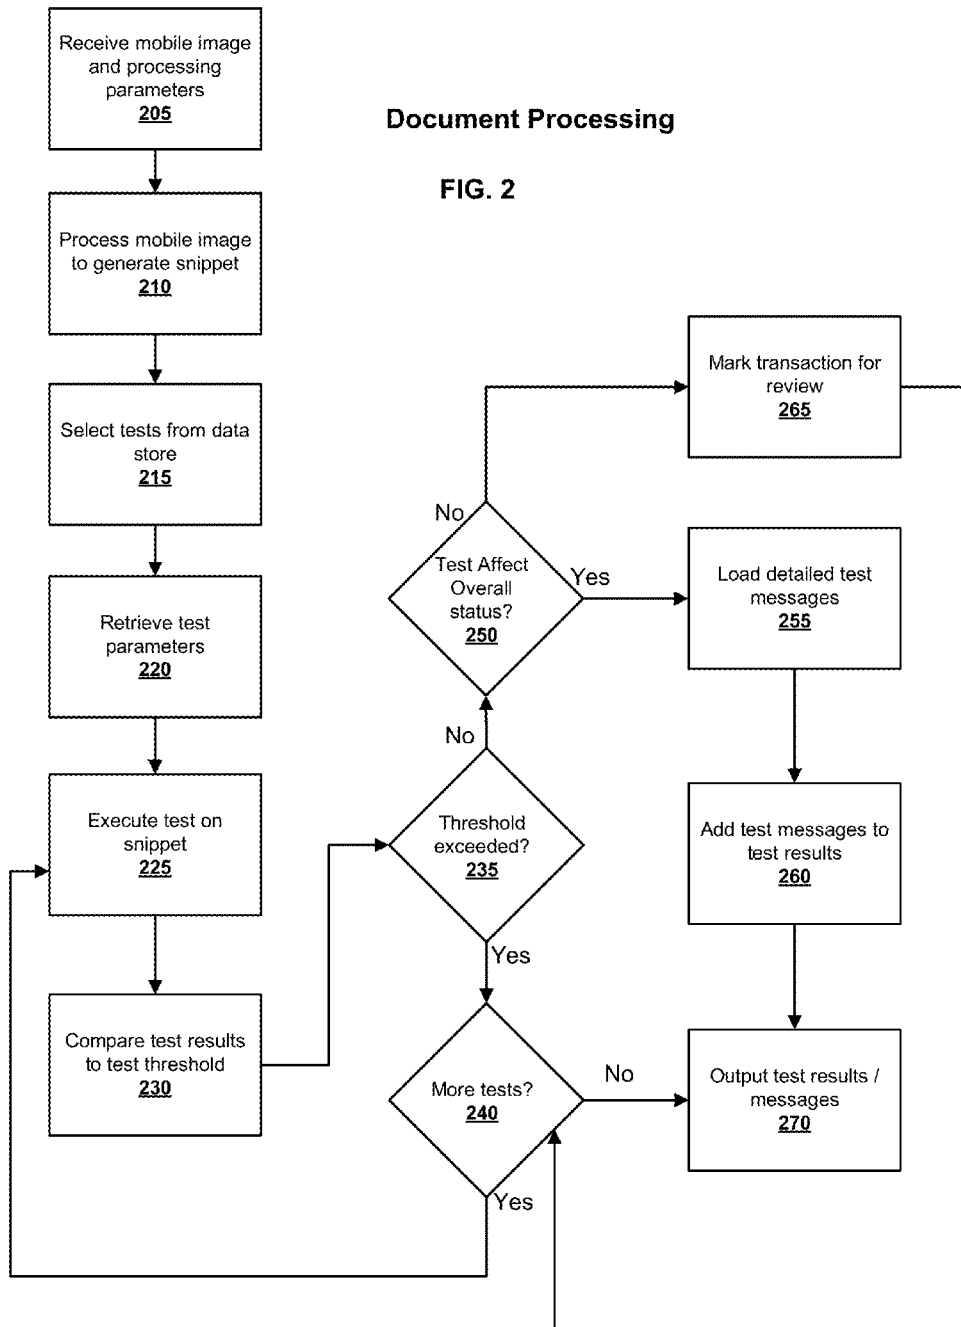 Receive mobile image
and processing
parameters
205
Document Processing
FIG. 2
Process mobile image
to generate snippet
210
Select tests from data
store
215
Retrieve test
parameters
220
Execute test on
snippet
225
Compare test results
to test threshold
230
Mark transaction for
review
265
No
Test Affect
Overall
status?
250
Yes
Load detailed test
messages
255
No
Threshold
exceeded?
235
Yes
Add test messages to
test results
260
More tests?
240
No
Yes
Output test results /
messages
270